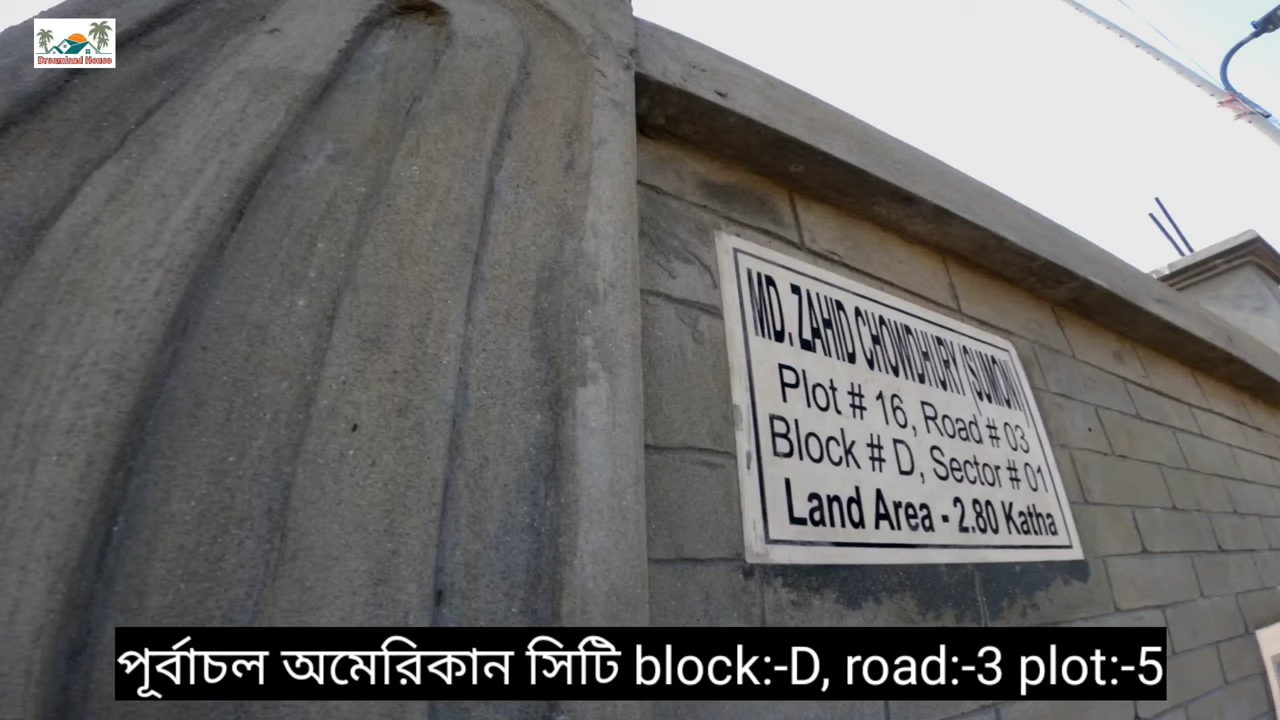 Dreamland House
MD. ZAHID CHOWDHURY (SUMON)
Plot # 16, Road # 03
Block # D, Sector # 01
Land Area - 2.80 Katha
পূর্বাচল অমেরিকান সিটি block:-D, road:-3 plot:-5